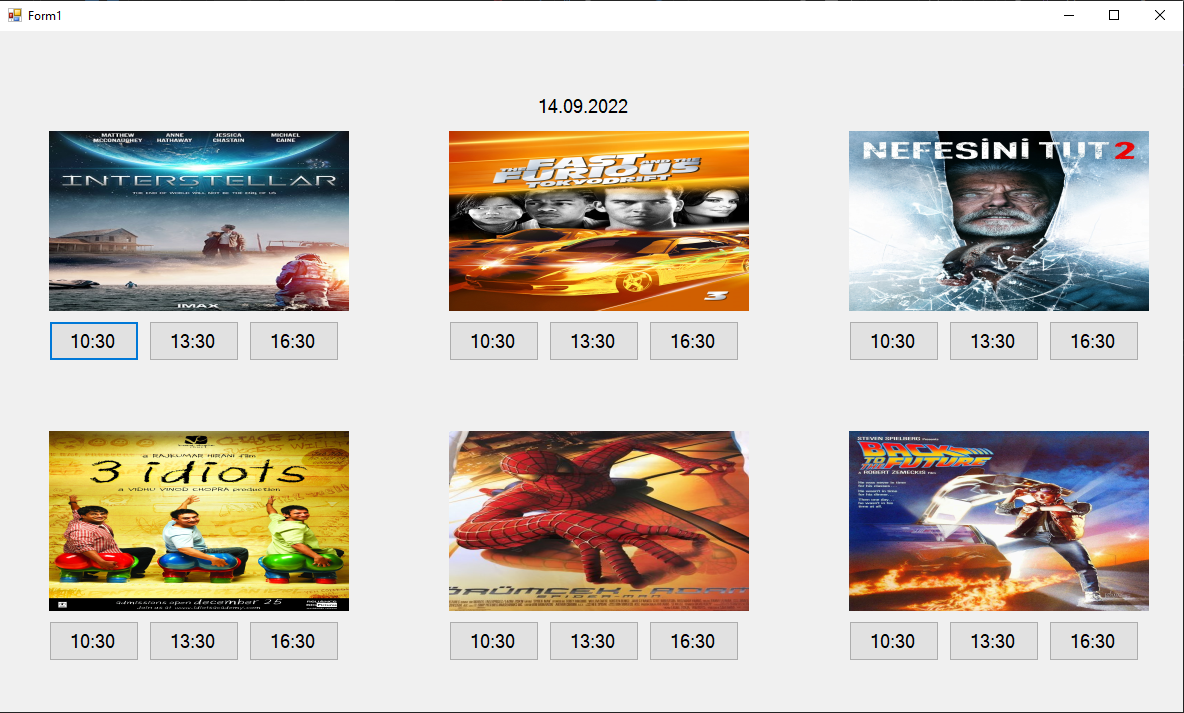 Form1
14.09.2022
MATTHEW MCCONAUGHEY
ANNE HATHAWAY
JESSICA CHASTAIN
MICHAEL CAINE
INTERSTELLAR
THE END OF WORLD WILL NOT BE THE END OF US
IMAX
THE FAST AND THE
FURIOUS
TOKYO DRIFT
3
NEFESİNİ TUT 2
10:30 13:30 16:30
10:30 13:30 16:30
10:30 13:30 16:30
a RAJKUMAR HIRANI film
3 idiots
a VIDHU VINOD CHOPRA production
admissions open december 25
SPIDER-MAN
STEVEN SPIELBERG Presents
BACK
TO THE FUTURE
A ROBERT ZEMECKIS
10:30 13:30 16:30
10:30 13:30 16:30
10:30 13:30 16:30